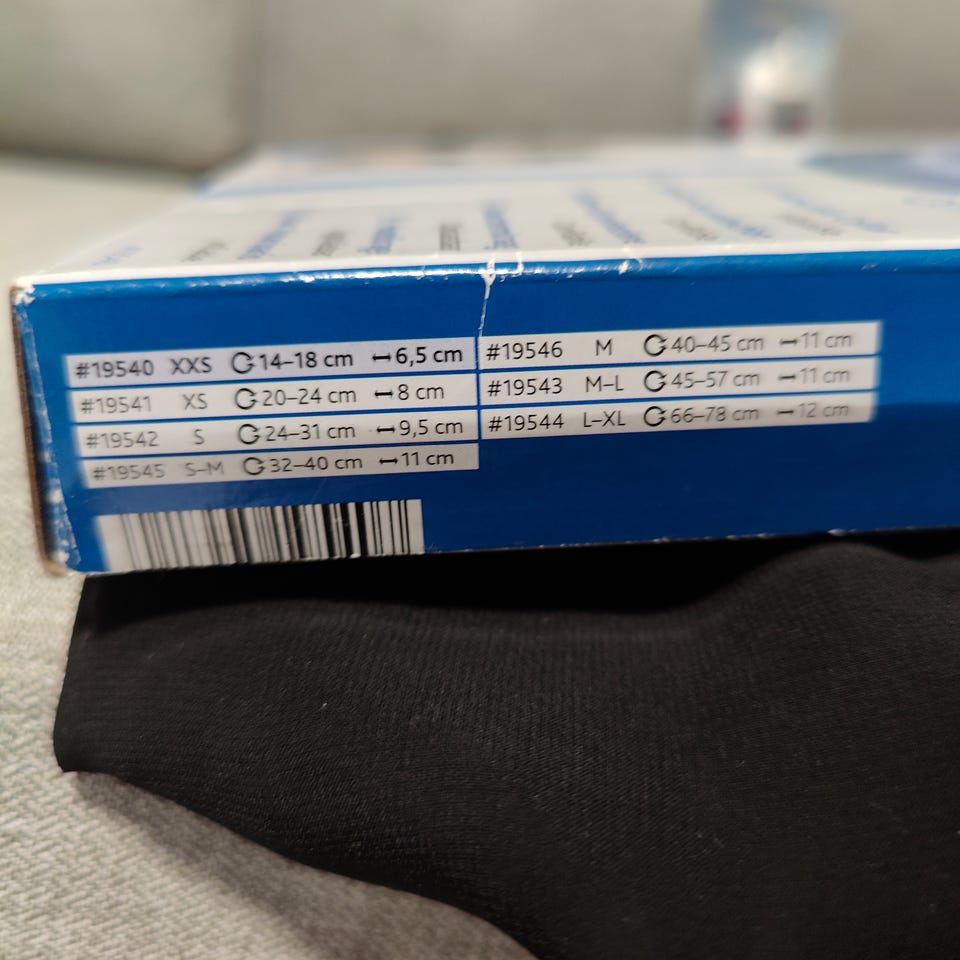 #19540 XXS 14–18 cm 6,5 cm
#19541 XS 20–24 cm 8 cm
#19542 S 24–31 cm 9,5 cm
#19545 S–M 32–40 cm 11 cm
#19546 M 40–45 cm 11 cm
#19543 M–L 45–57 cm 11 cm
#19544 L–XL 66–78 cm 12 cm